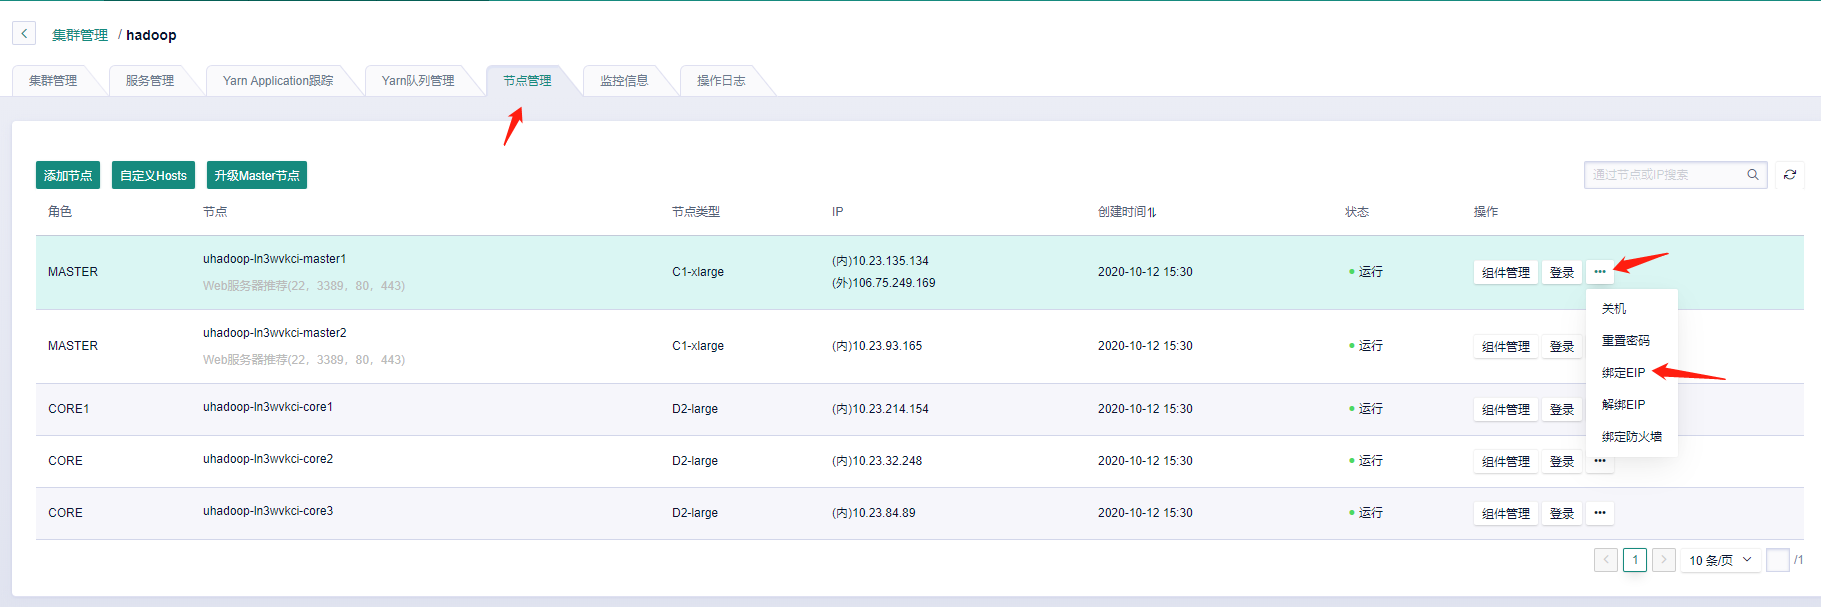 集群管理 / hadoop
集群管理 服务管理 Yarn Application跟踪 Yarn队列管理 节点管理 监控信息 操作日志
添加节点 自定义Hosts 升级Master节点 通过节点或IP搜索
角色 节点 节点类型 IP 创建时间 状态 操作
MASTER uhadoop-ln3wvkci-master1 C1-xlarge (内)10.23.135.134 2020-10-12 15:30 运行 组件管理 登录 •••
Web服务器推荐(22，3389，80，443) (外)106.75.249.169
关机
MASTER uhadoop-ln3wvkci-master2 C1-xlarge (内)10.23.93.165 2020-10-12 15:30 运行 组件管理 登录
Web服务器推荐(22，3389，80，443)
重置密码
绑定EIP
CORE1 uhadoop-ln3wvkci-core1 D2-large (内)10.23.214.154 2020-10-12 15:30 运行 组件管理 登录
解绑EIP
绑定防火墙
CORE uhadoop-ln3wvkci-core2 D2-large (内)10.23.32.248 2020-10-12 15:30 运行 组件管理 登录 •••
CORE uhadoop-ln3wvkci-core3 D2-large (内)10.23.84.89 2020-10-12 15:30 运行 组件管理 登录 •••
1 10 条/页 /1